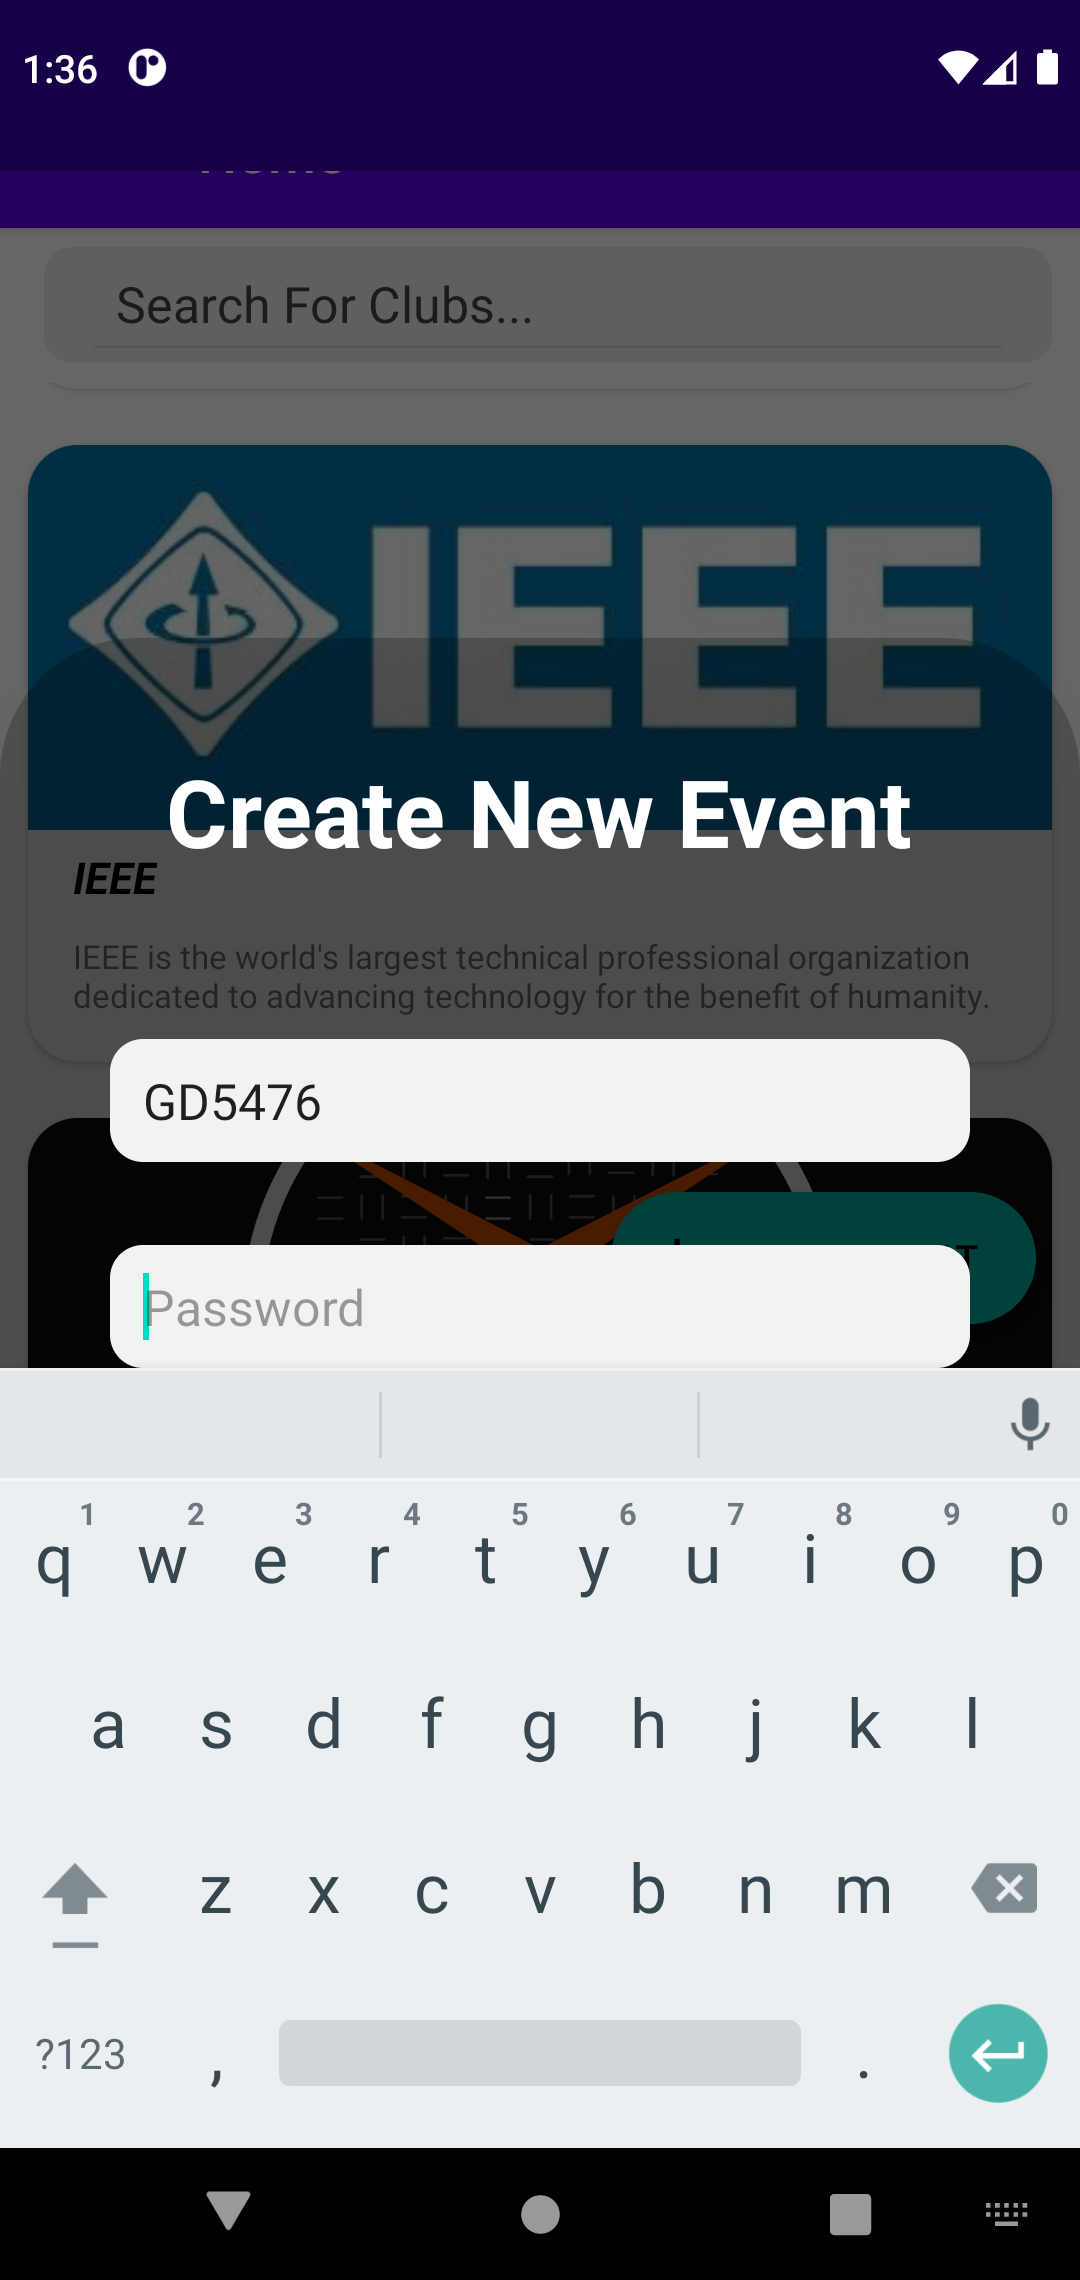 1:36
Search For Clubs...
IEEE
Create New Event
IEEE
IEEE is the world's largest technical professional organization
dedicated to advancing technology for the benefit of humanity.
GD5476
Password
1 2 3 4 5 6 7 8 9 0
q w e r t y u i o p
a s d f g h j k l
z x c v b n m
?123 , .